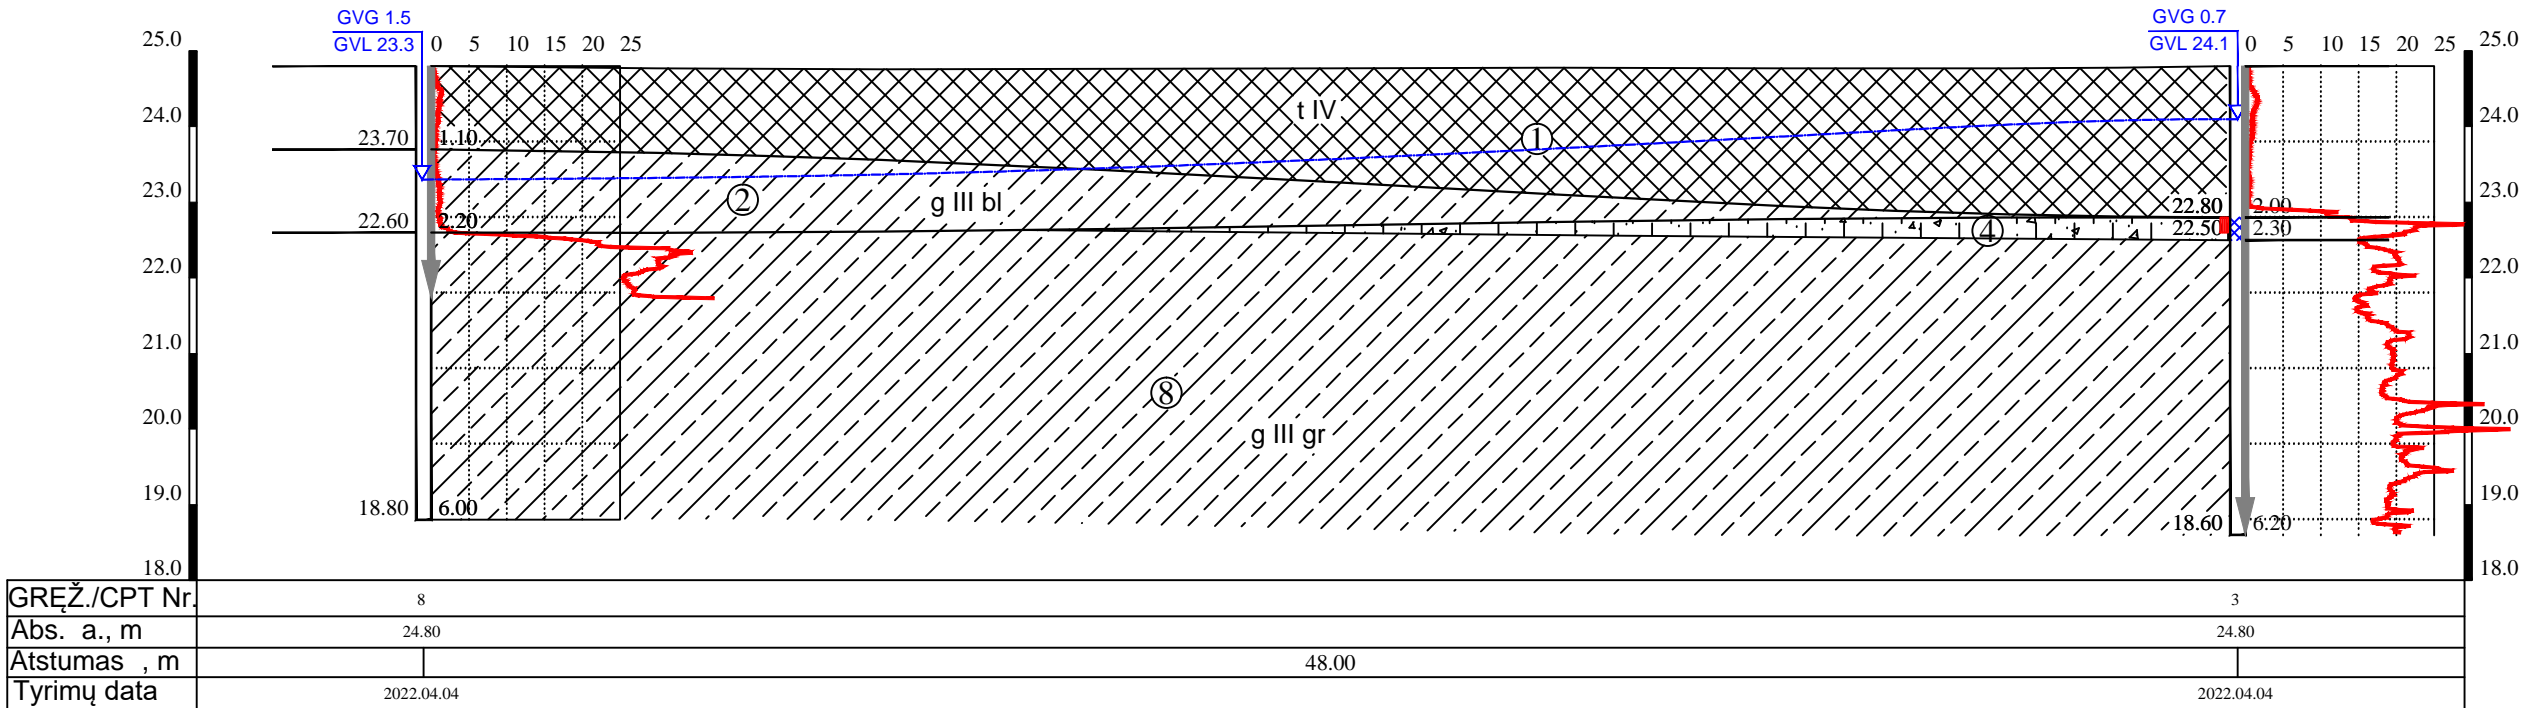 GVG 1.5
GVL 23.3
GVG 0.7
GVL 24.1
0 5 10 15 20 25
0 5 10 15 20 25
25.0
25.0
t IV
24.0
24.0
23.70 1.10
1
23.0
23.0
2
g III bl
22.80 2.00
22.60 2.20
22.50 2.30
4
22.0
22.0
21.0
21.0
8
20.0
20.0
g III gr
19.0
19.0
18.80 6.00
18.60 6.20
18.0
18.0
GRĘŽ./CPT Nr. 8 3
Abs. a., m 24.80 24.80
Atstumas , m 48.00
Tyrimų data 2022.04.04 2022.04.04